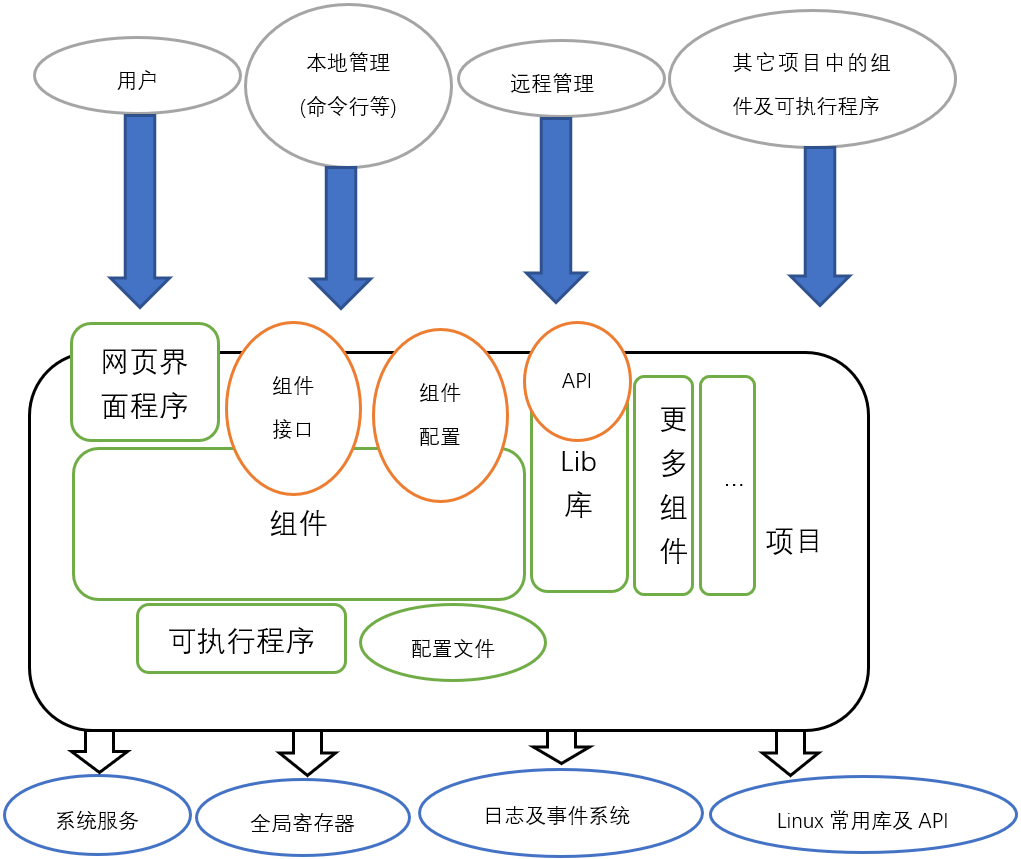 用户
本地管理
(命令行等)
远程管理
其它项目中的组
件及可执行程序
网页界
面程序
组件
接口
组件
配置
API
Lib
库
更
多
组
件
...
组件
项目
可执行程序
配置文件
系统服务
全局寄存器
日志及事件系统
Linux 常用库及 API